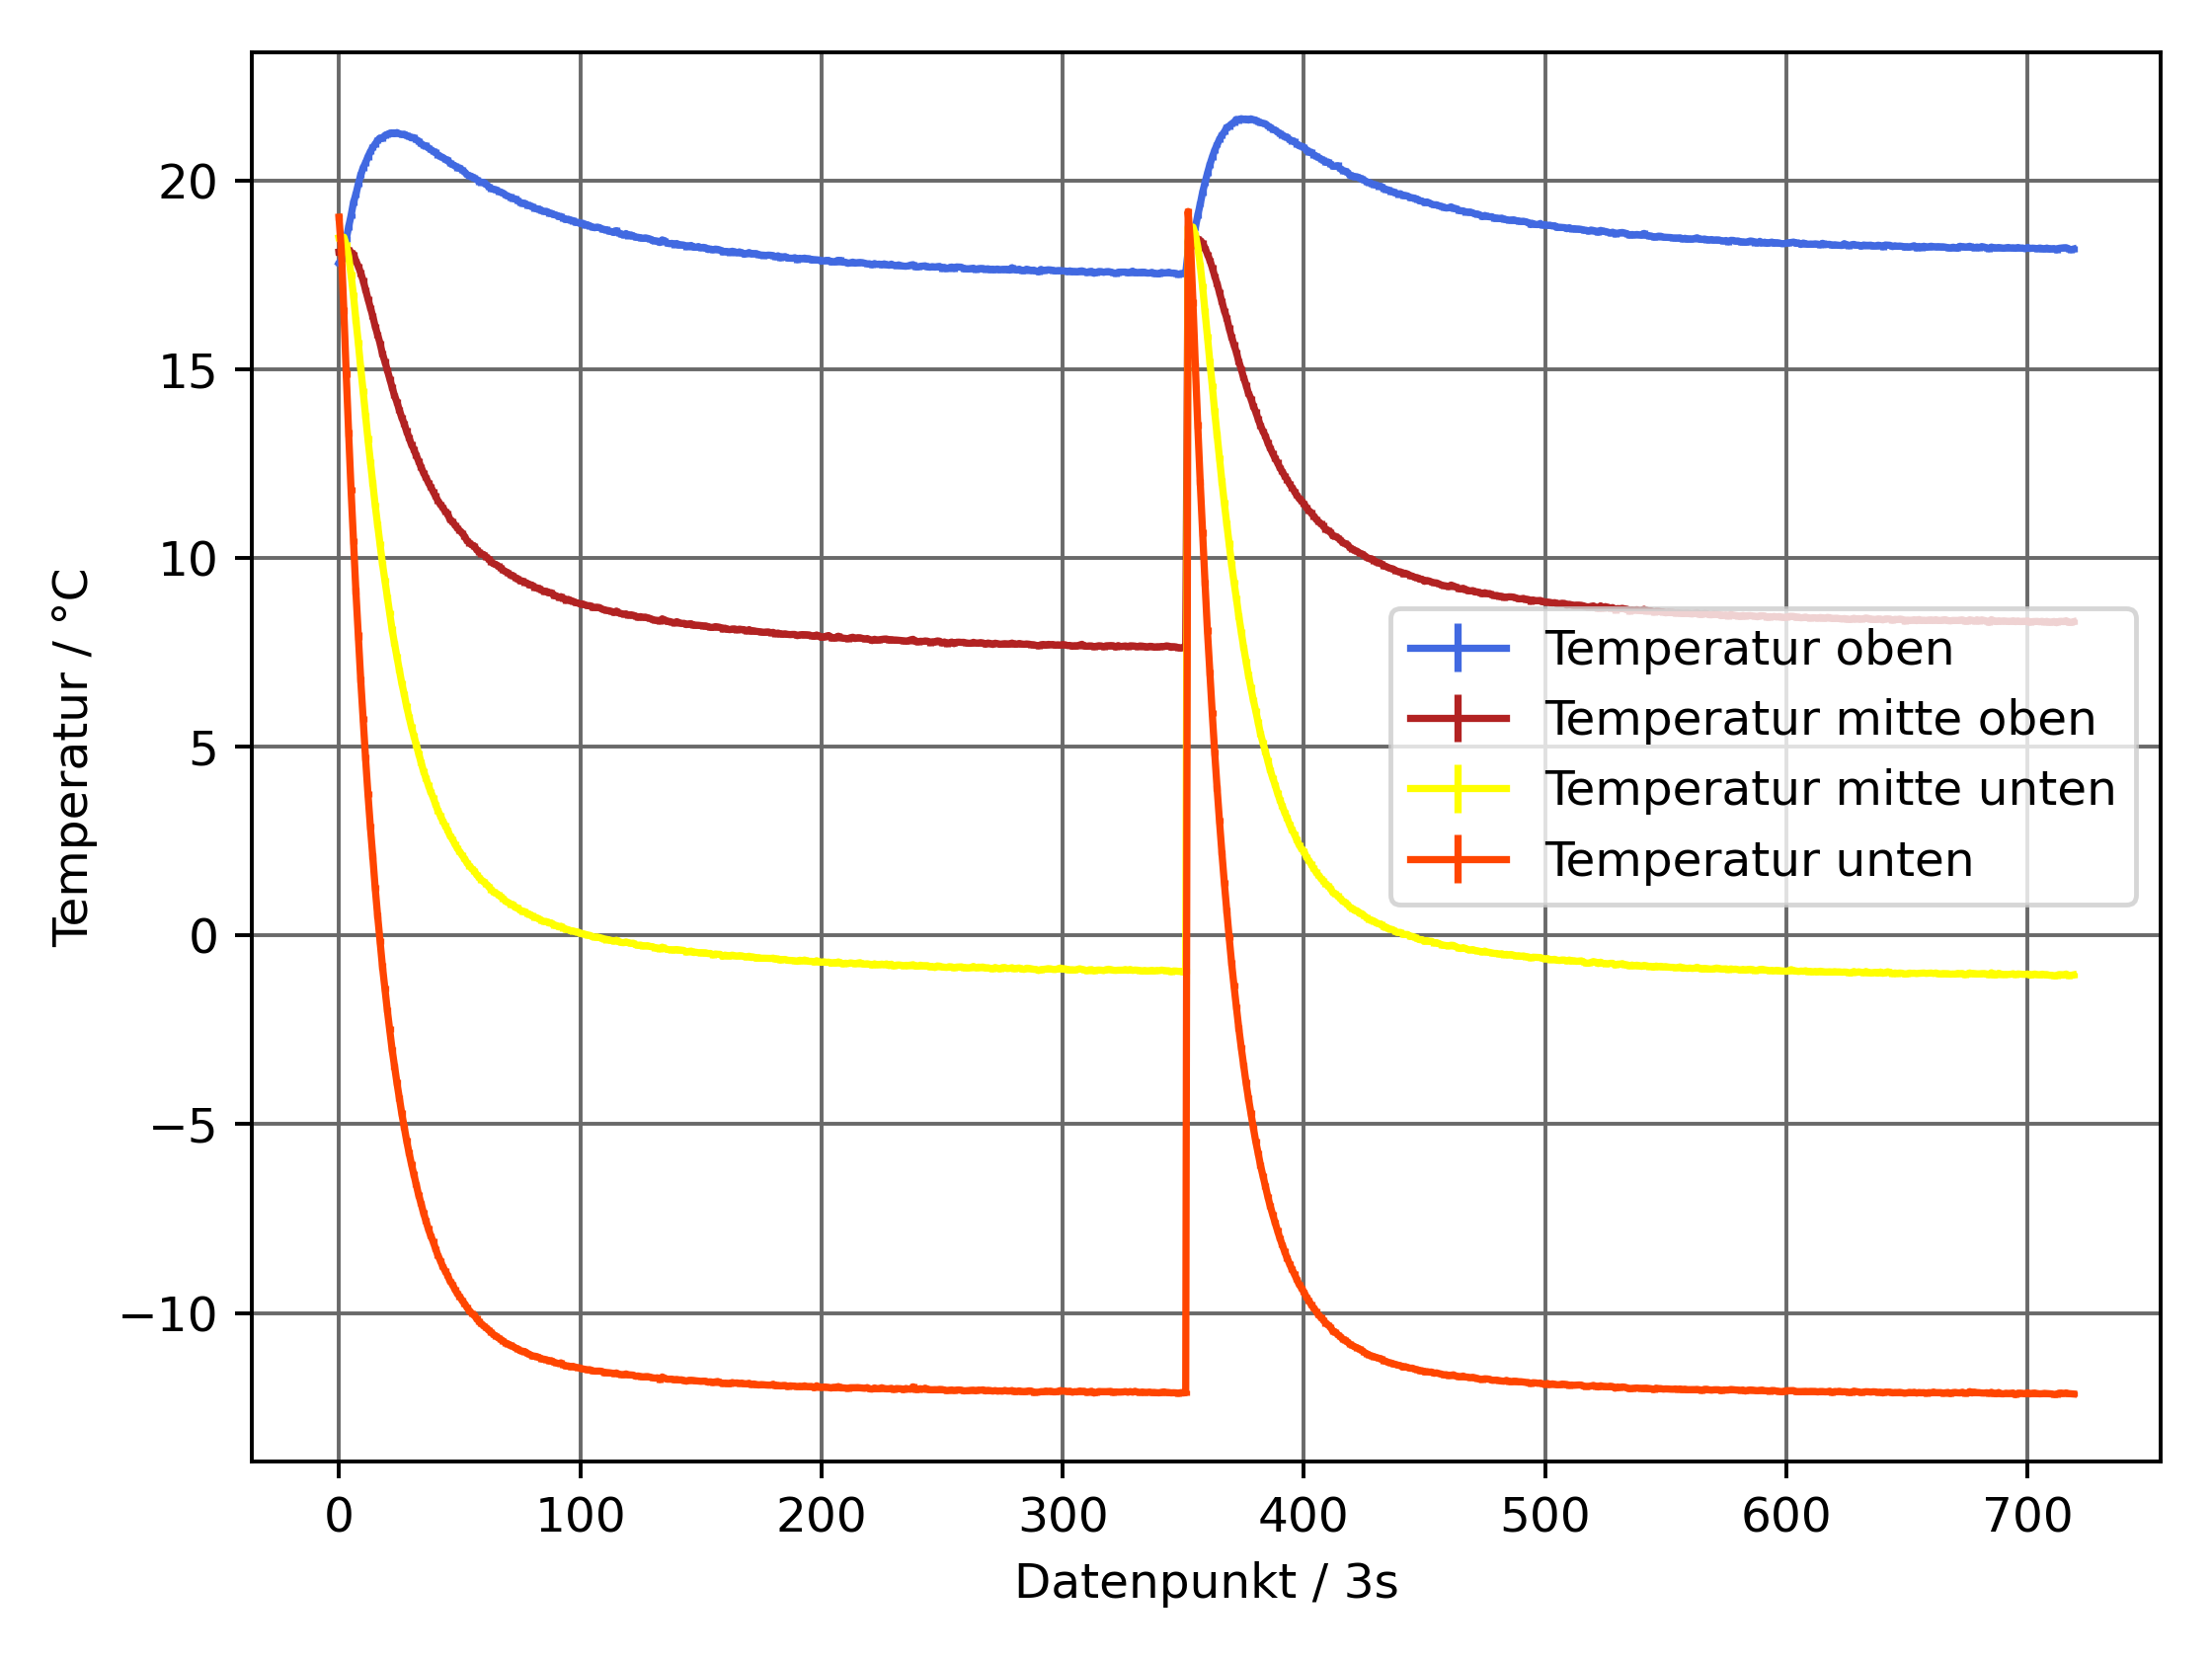 20
15
10
5
0
−5
−10
Temperatur / °C
Temperatur oben
Temperatur mitte oben
Temperatur mitte unten
Temperatur unten
0 100 200 300 400 500 600 700
Datenpunkt / 3s